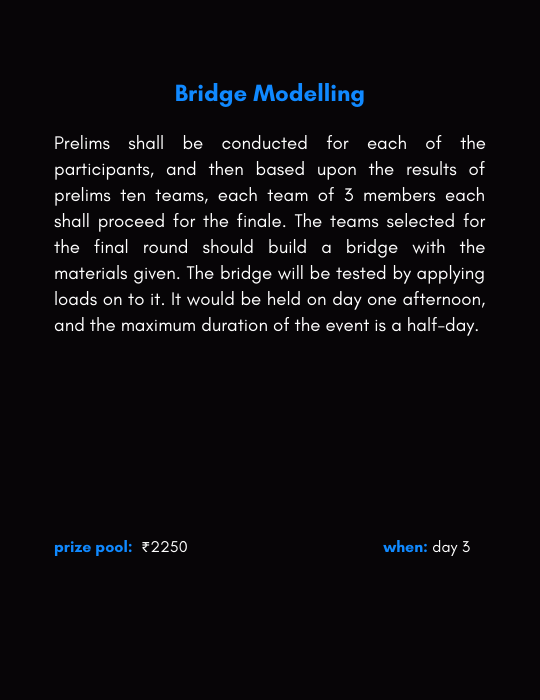 Bridge Modelling
Prelims shall be conducted for each of the
participants, and then based upon the results of
prelims ten teams, each team of 3 members each
shall proceed for the finale. The teams selected for
the final round should build a bridge with the
materials given. The bridge will be tested by applying
loads on to it. It would be held on day one afternoon,
and the maximum duration of the event is a half-day.
prize pool: ₹2250 when: day 3